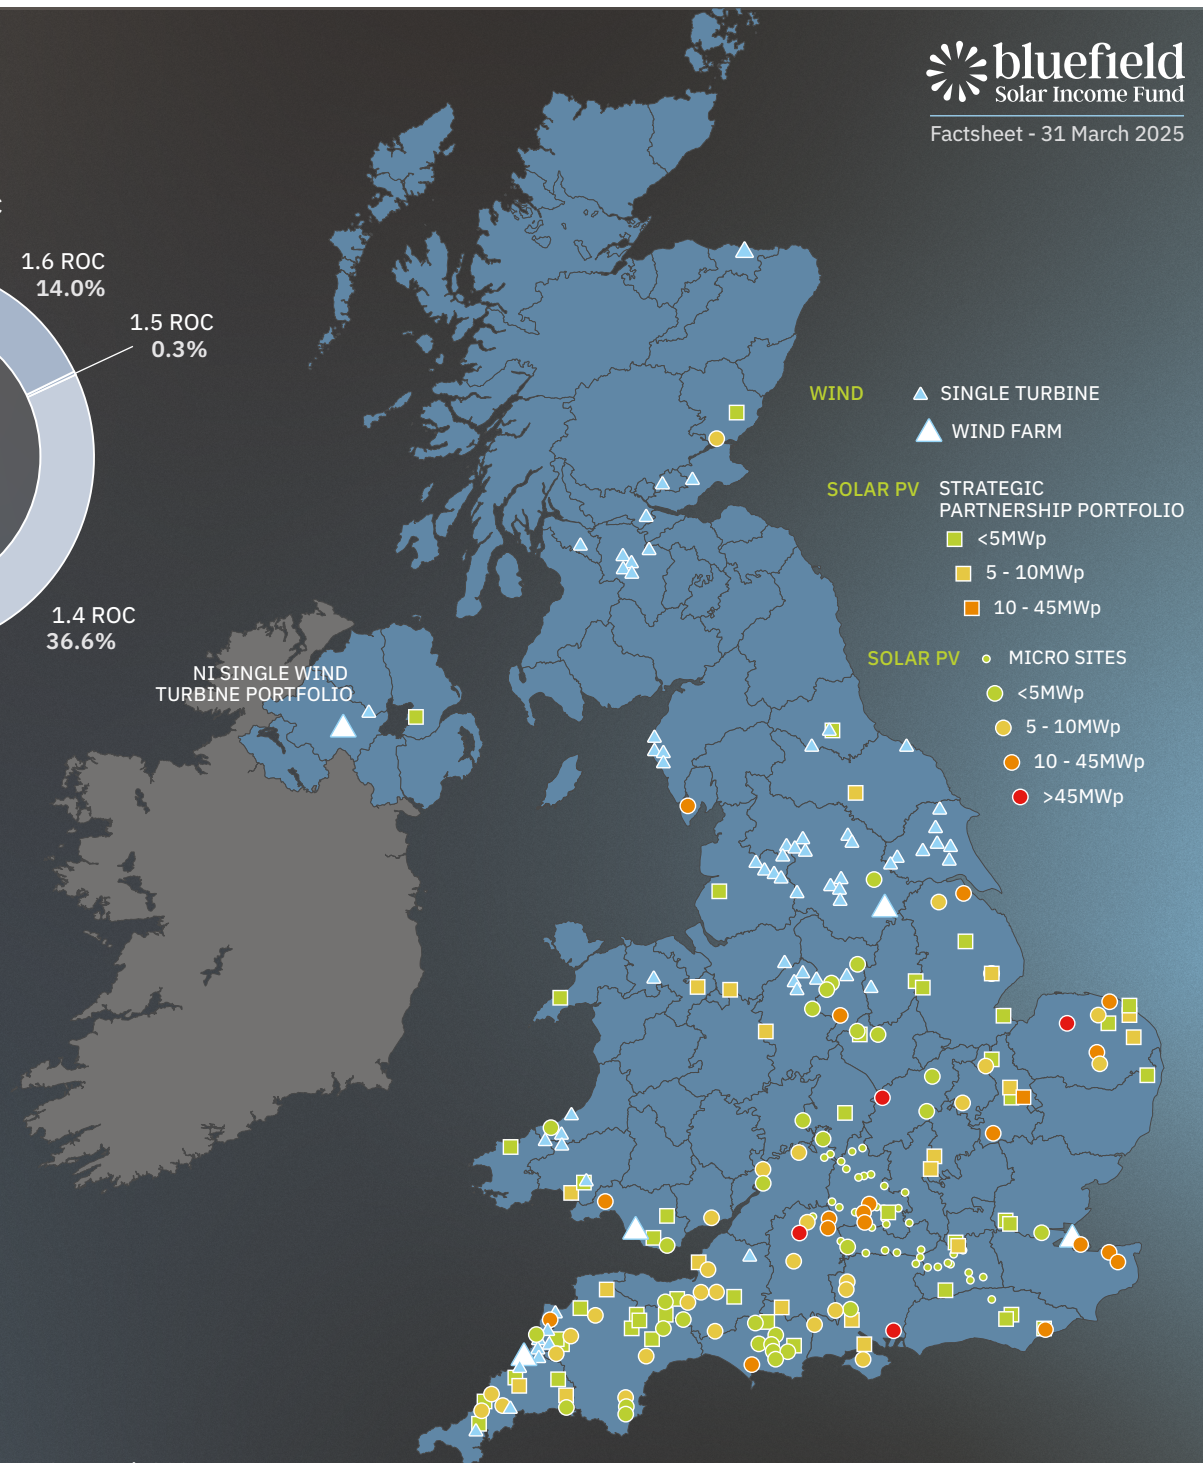 bluefield
Solar Income Fund
Factsheet - 31 March 2025
1.6 ROC
14.0%
1.5 ROC
0.3%
1.4 ROC
36.6%
WIND
SINGLE TURBINE
WIND FARM
SOLAR PV
STRATEGIC
PARTNERSHIP PORTFOLIO
<5MWp
5 - 10MWp
10 - 45MWp
SOLAR PV
MICRO SITES
<5MWp
5 - 10MWp
10 - 45MWp
>45MWp
NI SINGLE WIND
TURBINE PORTFOLIO